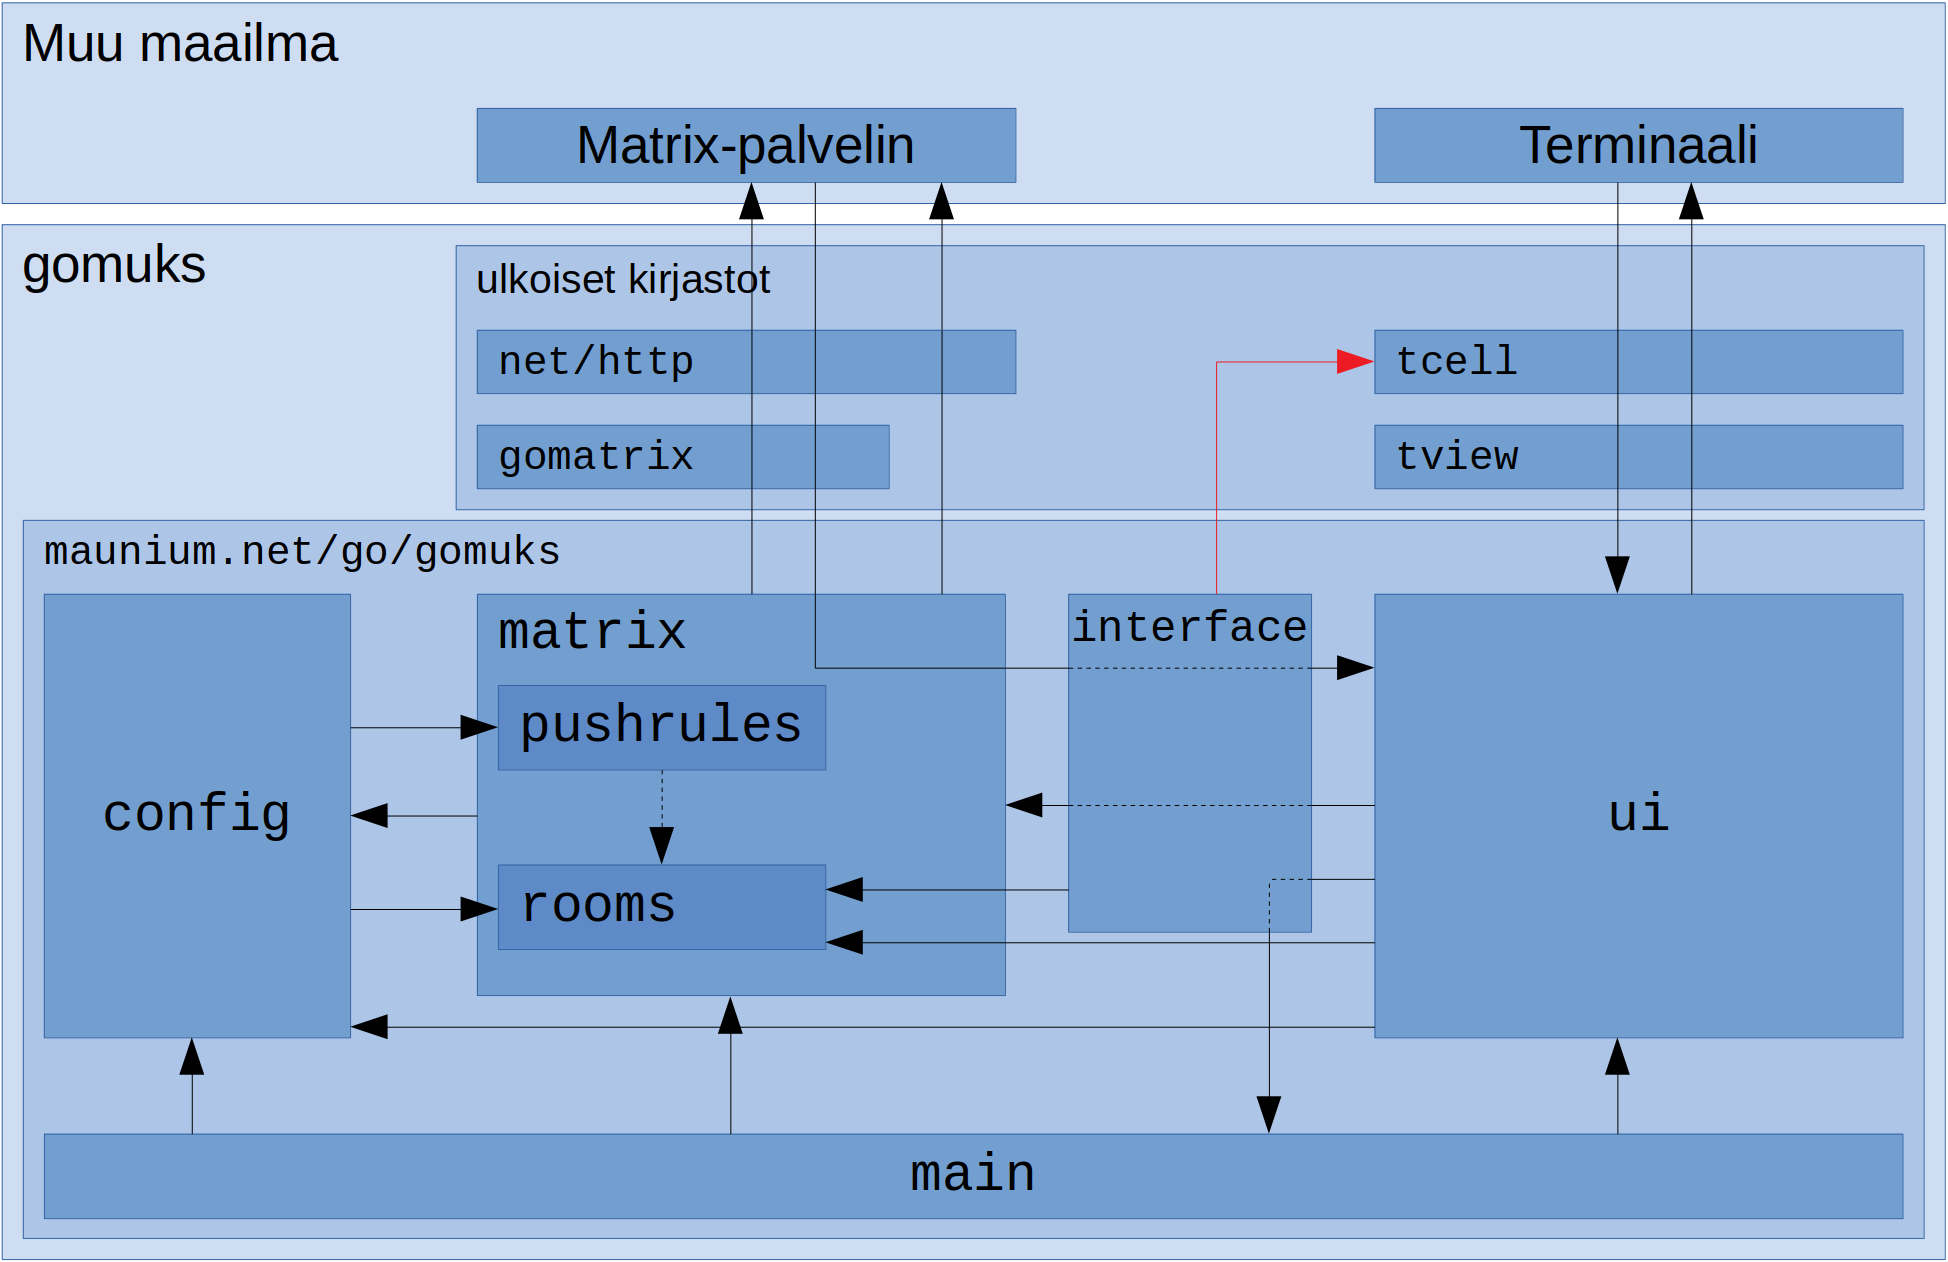 Muu maailma
Matrix-palvelin
Terminaali
gomuks
ulkoiset kirjastot
net/http
tcell
gomatrix
tview
maunium.net/go/gomuks
matrix
interface
pushrules
config
ui
rooms
main